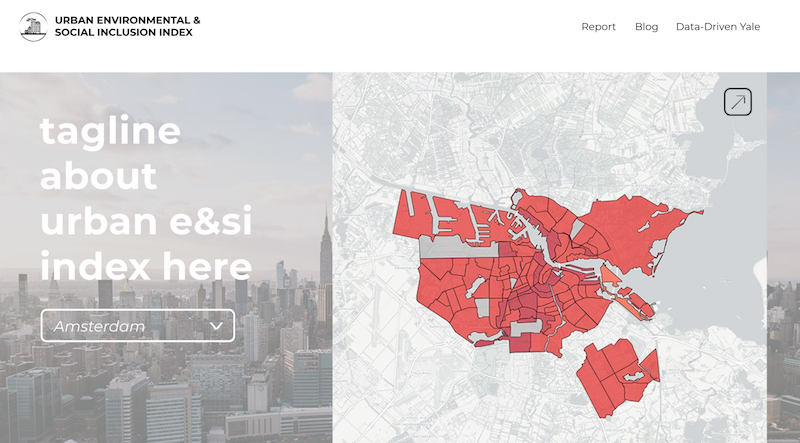 URBAN ENVIRONMENTAL &
SOCIAL INCLUSION INDEX
Report Blog Data-Driven Yale
tagline
about
urban e&si
index here
Amsterdam